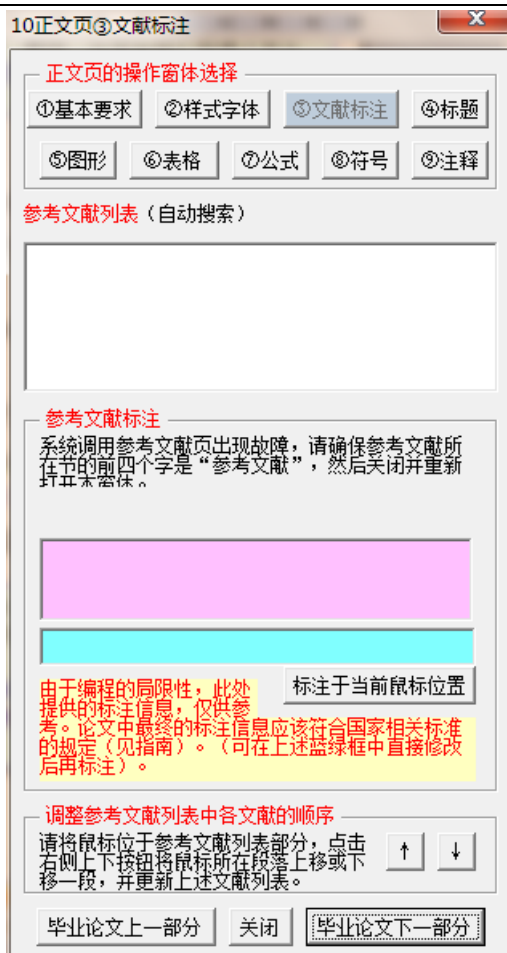 10正文页③文献标注
x
正文页的操作窗体选择
①基本要求 ②样式字体 ③文献标注 ④标题
⑤图形 ⑥表格 ⑦公式 ⑧符号 ⑨注释
参考文献列表（自动搜索）
参考文献标注
系统调用参考文献页出现故障，请确保参考文献所
在节的前四个字是“参考文献”，然后关闭并重新
打开本窗体。
标注于当前鼠标位置
由于编程的局限性，此处
提供的标注信息，仅供参
考。论文中最终的标注信息应该符合国家相关标准
的规定（见指南）。（可在上述蓝绿框中直接修改
后再标注）。
调整参考文献列表中各文献的顺序
请将鼠标位于参考文献列表部分，点击
右侧上下按钮将鼠标所在段落上移或下
移一段，并更新上述文献列表。
↑ ↓
毕业论文上一部分 关闭 毕业论文下一部分